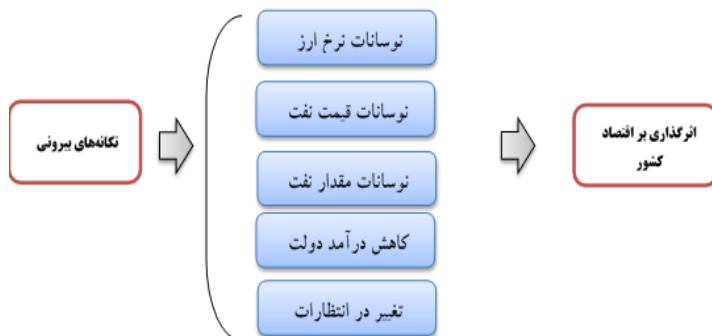 تکانه‌های بیرونی
نوسانات نرخ ارز
نوسانات قیمت نفت
نوسانات مقدار نفت
کاهش درآمد دولت
تغییر در انتظارات
اثرگذاری بر اقتصاد
کشور